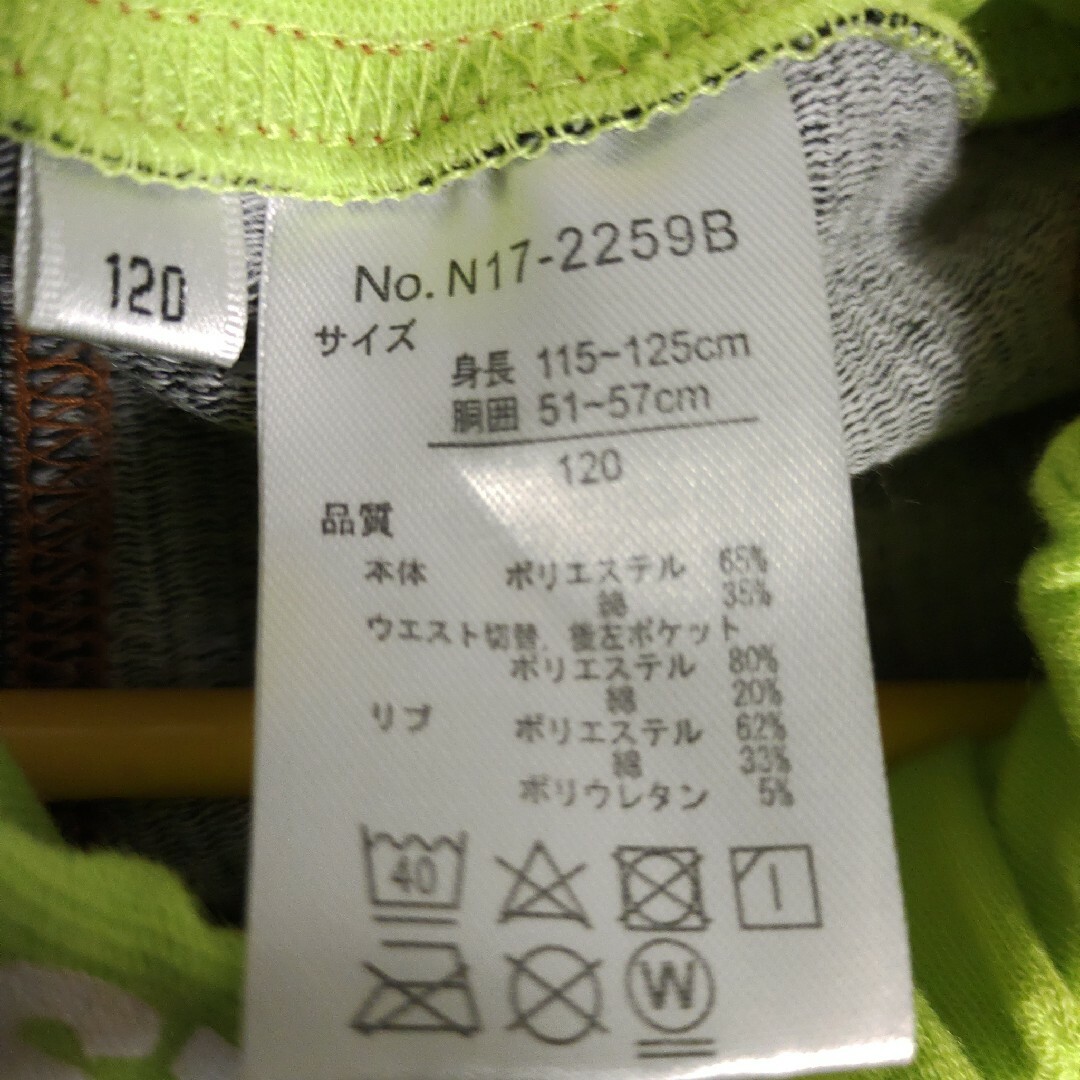 120
No. N17-2259B
サイズ
身長 115~125cm
胴囲 51~57cm
120
品質
本体 ポリエステル 65%
綿 35%
ウエスト切替、後左ポケット
ポリエステル 80%
綿 20%
リブ ポリエステル 62%
綿 33%
ポリウレタン 5%
40
W